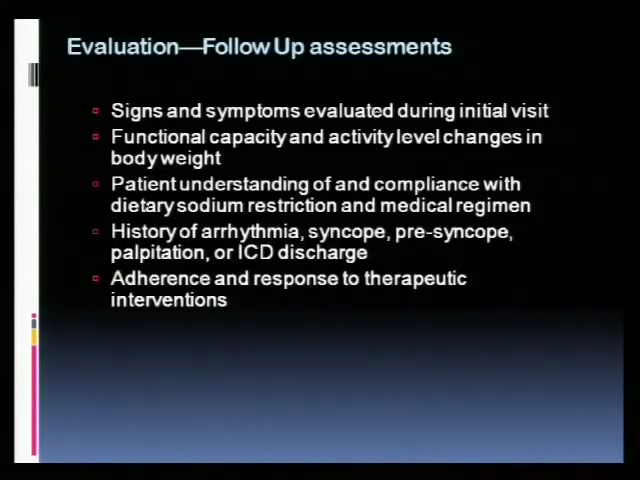 Evaluation—Follow Up assessments
Signs and symptoms evaluated during initial visit
Functional capacity and activity level changes in
body weight
Patient understanding of and compliance with
dietary sodium restriction and medical regimen
History of arrhythmia, syncope, pre-syncope,
palpitation, or ICD discharge
Adherence and response to therapeutic
interventions